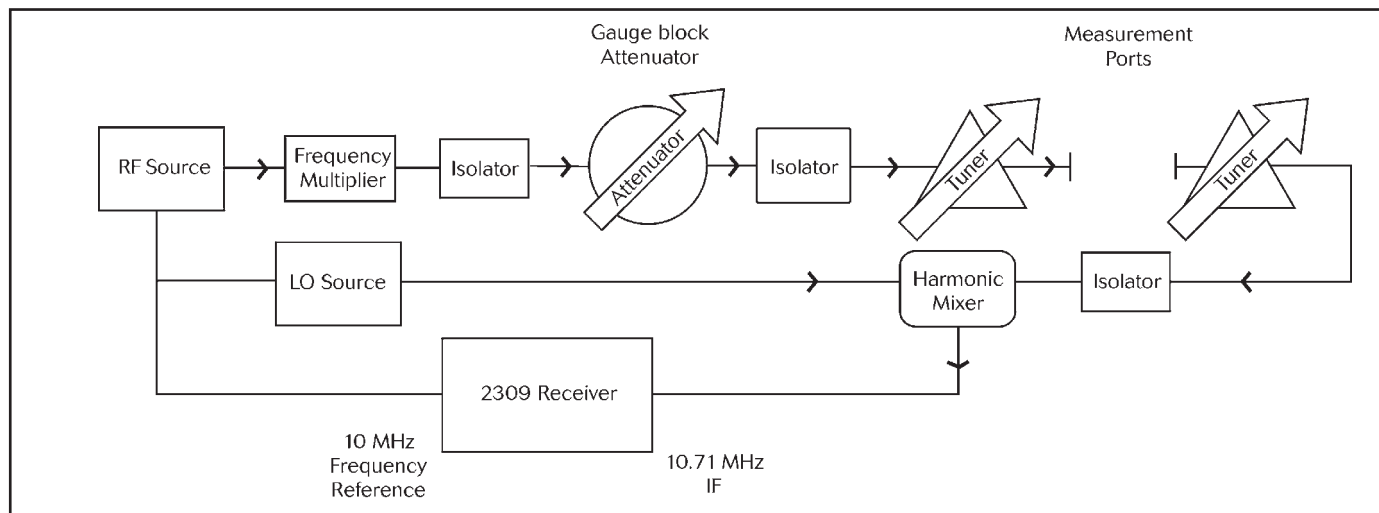 Gauge block
Attenuator
Measurement
Ports
RF Source
Frequency
Multiplier
Isolator
Attenuator
Isolator
Tuner
Tuner
LO Source
Harmonic
Mixer
Isolator
2309 Receiver
10 MHz
Frequency
Reference
10.71 MHz
IF